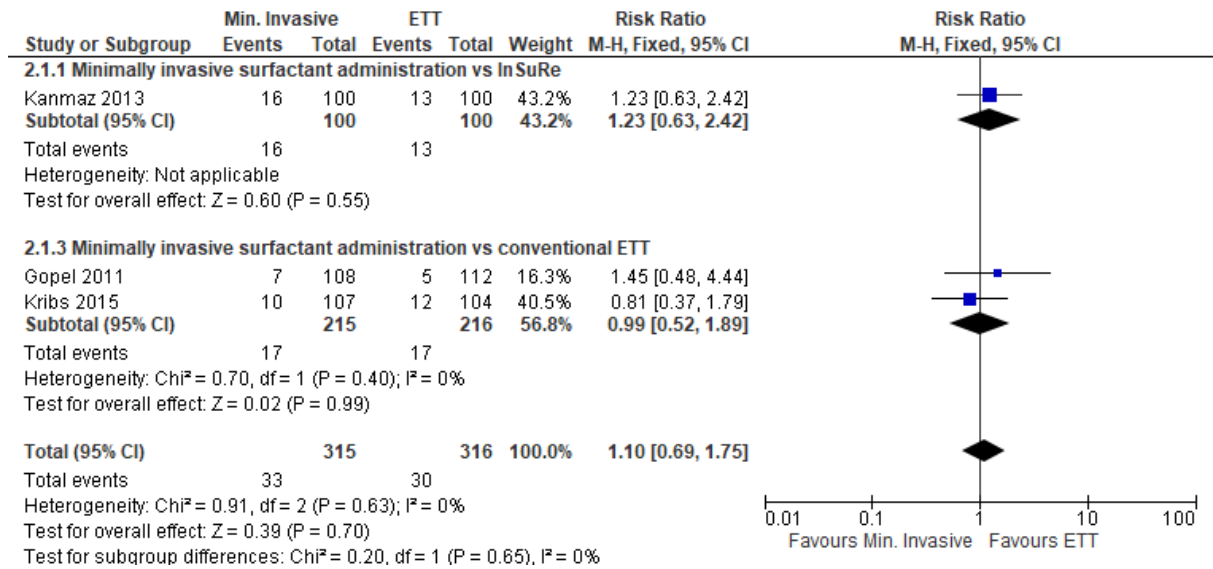 Min. Invasive ETT Risk Ratio Risk Ratio
Study or Subgroup Events Total Events Total Weight M-H, Fixed, 95% CI M-H, Fixed, 95% CI
2.1.1 Minimally invasive surfactant administration vs InSuRe
Kanmaz 2013 16 100 13 100 43.2% 1.23 [0.63, 2.42]
Subtotal (95% CI) 100 100 43.2% 1.23 [0.63, 2.42]
Total events 16 13
Heterogeneity: Not applicable
Test for overall effect: Z = 0.60 (P = 0.55)
2.1.3 Minimally invasive surfactant administration vs conventional ETT
Gopel 2011 7 108 5 112 16.3% 1.45 [0.48, 4.44]
Kribs 2015 10 107 12 104 40.5% 0.81 [0.37, 1.79]
Subtotal (95% CI) 215 216 56.8% 0.99 [0.52, 1.89]
Total events 17 17
Heterogeneity: Chi² = 0.70, df = 1 (P = 0.40); I² = 0%
Test for overall effect: Z = 0.02 (P = 0.99)
Total (95% CI) 315 316 100.0% 1.10 [0.69, 1.75]
Total events 33 30
Heterogeneity: Chi² = 0.91, df = 2 (P = 0.63); I² = 0%
Test for overall effect: Z = 0.39 (P = 0.70)
Test for subgroup differences: Chi² = 0.20, df = 1 (P = 0.65), I² = 0%
0.01 0.1 1 10 100
Favours Min. Invasive Favours ETT